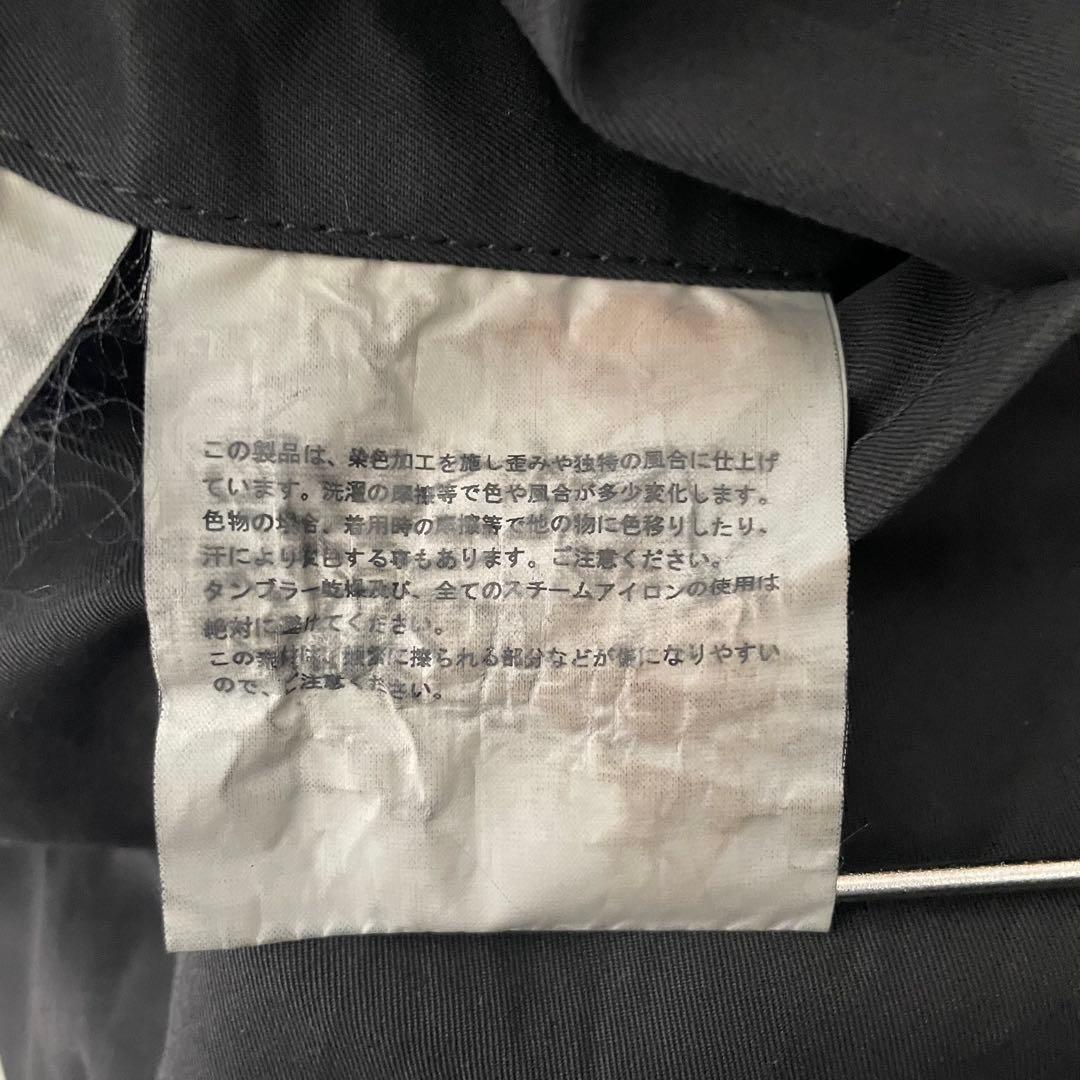 この製品は、染色加工を施し歪みや独特の風合に仕上げ
ています。洗濯の摩擦等で色や風合が多少変化します。
色物の場合、着用時の摩擦等で他の物に色移りしたり、
汗により変色する事もあります。ご注意ください。
タンブラー乾燥及び、全てのスチームアイロンの使用は
絶対に避けてください。
この素材は、頻繁に擦られる部分などが傷になりやすい
ので、ご注意ください。